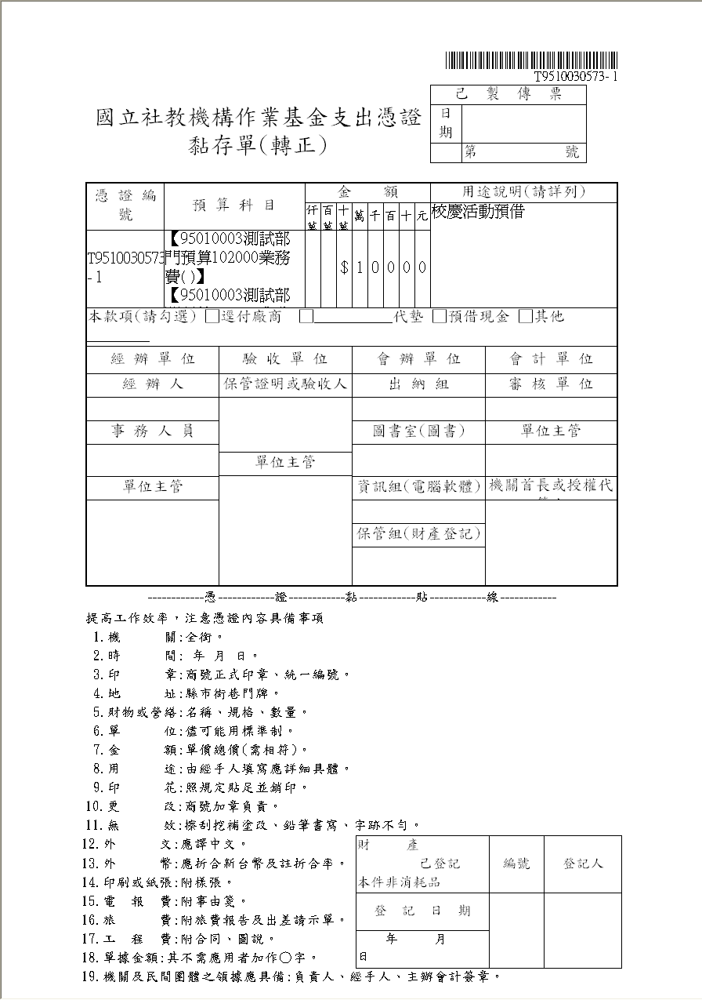 T9510030573-1
己 製 傳 票
日期
第 號
國立社教機構作業基金支出憑證
黏存單(轉正)
憑 證 編 號
預 算 科 目
金 額
用途說明(請詳列)
仟萬 百萬 十萬 萬 千 百 十 元
校慶活動預借
T9510030573-1
【95010003測試部
門預算102000業務
費( )】
【95010003測試部
$ 1 0 0 0 0
本款項(請勾選) □逕付廠商 □__________代墊 □預借現金 □其他
________
經 辦 單 位 驗 收 單 位 會 辦 單 位 會 計 單 位
經 辦 人 保管證明或驗收人 出 納 組 審 核 單 位
事 務 人 員 圖書室(圖書) 單位主管
單位主管
單位主管 資訊組(電腦軟體) 機關首長或授權代
保管組(財產登記)
------------憑------------證------------黏------------貼------------線------------
提高工作效率，注意憑證內容具備事項
1.機 關:全銜。
2.時 間: 年 月 日。
3.印 章:商號正式印章、統一編號。
4.地 址:縣市街巷門牌。
5.財物或營繕:名稱、規格、數量。
6.單 位:儘可能用標準制。
7.金 額:單價總價(需相符)。
8.用 途:由經手人填寫應詳細具體。
9.印 花:照規定貼足並銷印。
10.更 改:商號加章負責。
11.無 效:擦刮挖補塗改、鉛筆書寫、字跡不勻。
12.外 文:應譯中文。
13.外 幣:應折合新台幣及註折合率。
14.印刷或紙張:附樣張。
15.電 報 費:附事由箋。
16.旅 費:附旅費報告及出差請示單。
17.工 程 費:附合同、圖說。
18.單據金額:其不需應用者加作○字。
19.機關及民間團體之領據應具備:負責人、經手人、主辦會計簽章。
財 產
己登記
本件非消耗品
編號 登記人
登 記 日 期
年 月
日